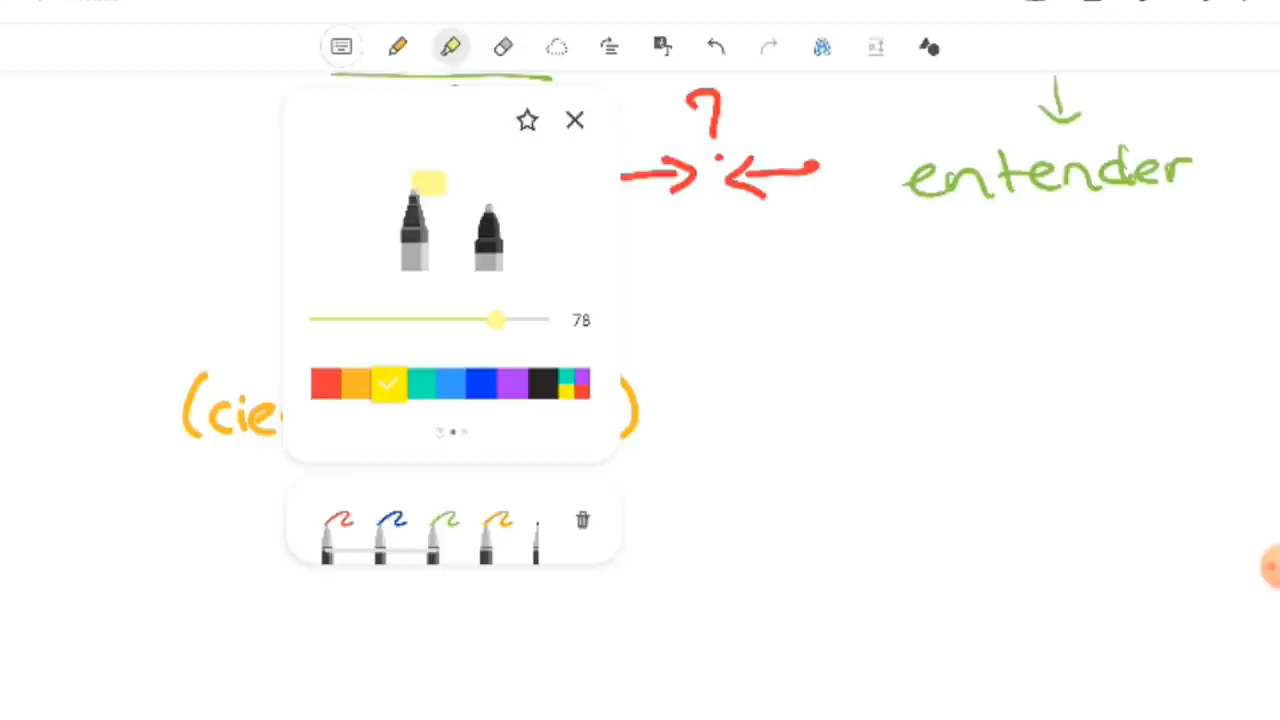 ?
entender
78
(cie )